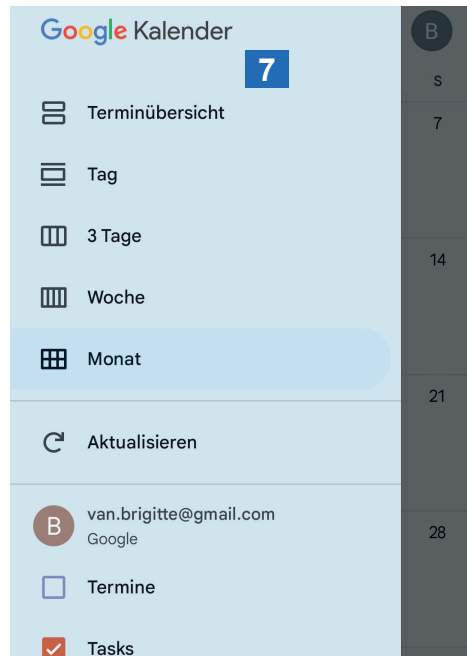 Google Kalender
B
7
S
Terminübersicht
7
Tag
3 Tage
14
Woche
Monat
21
Aktualisieren
B
van.brigitte@gmail.com
Google
28
Termine
Tasks